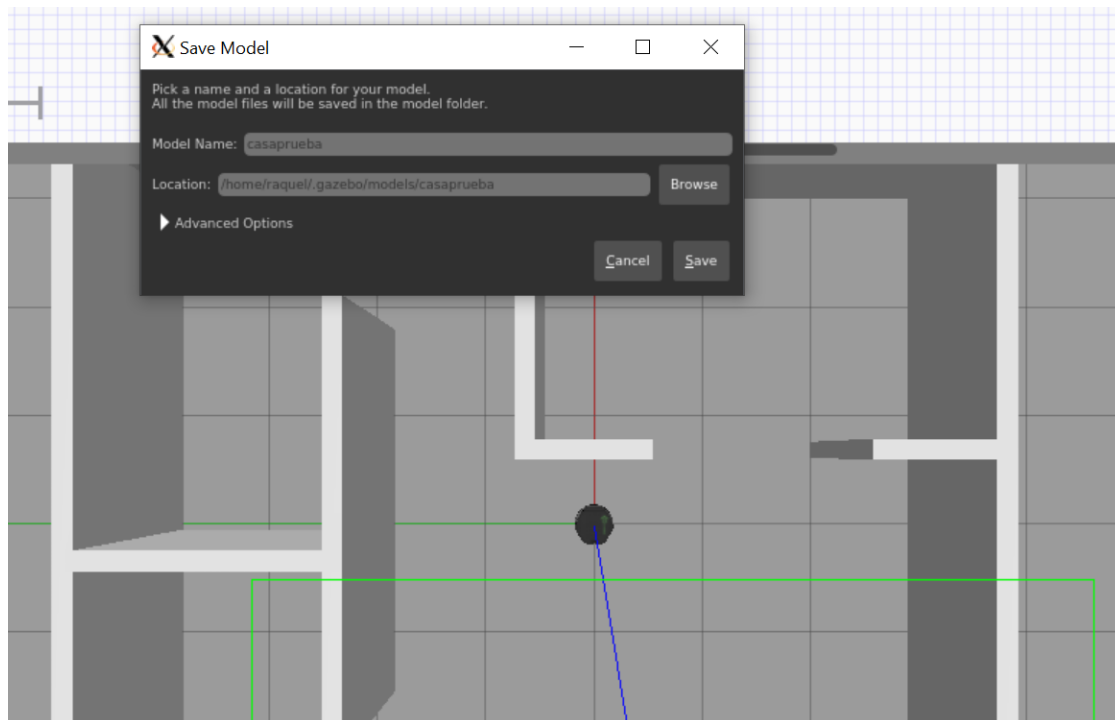 Save Model
Pick a name and a location for your model.
All the model files will be saved in the model folder.
Model Name: casaprueba
Location: /home/raquel/.gazebo/models/casaprueba Browse
Advanced Options
Cancel Save